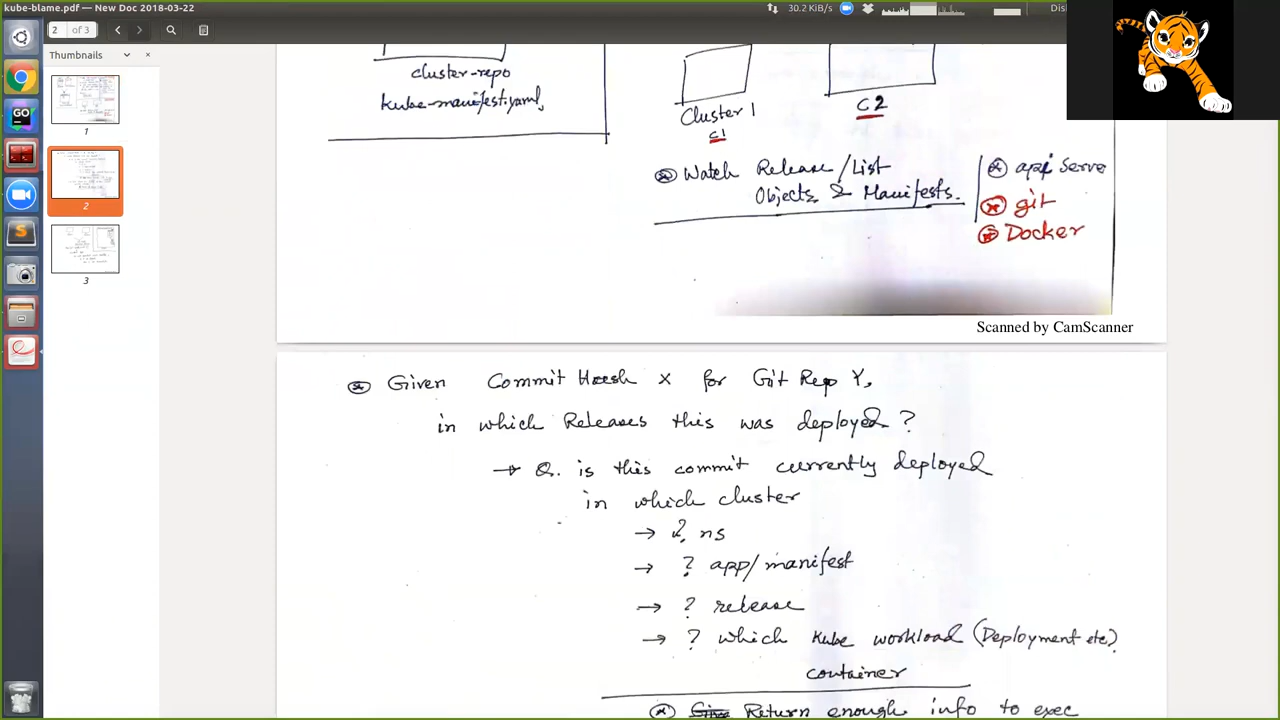 kube-blame.pdf — New Doc 2018-03-22
30.2 KiB/s
2 of 3
Thumbnails
1
2
3
GO
cluster-repo
kube-manifest.yaml
Cluster 1
C1
C2
Watch Release/List
Objects & Manifests.
app Serve
git
Docker
Scanned by CamScanner
Given Commit Hash X for Git Repo Y,
in which Releases this was deployed?
→ Q. is this commit currently deployed
in which cluster
→ ? ns
→ ? app/manifest
→ ? release
→ ? which kube workload (Deployment etc)
container
Return enough info to exec